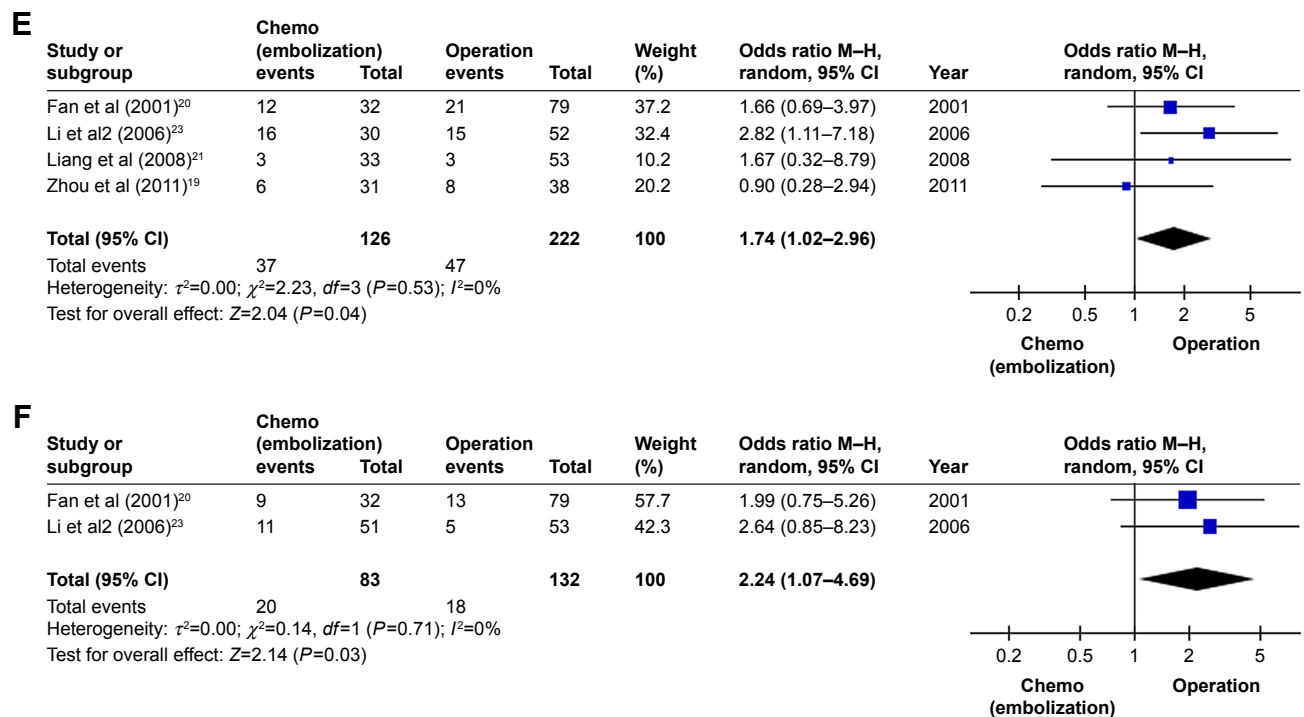 E
Study or subgroup Chemo (embolization) events Total Operation events Total Weight (%) Odds ratio M–H, random, 95% CI Year Odds ratio M–H, random, 95% CI
Fan et al (2001)20 12 32 21 79 37.2 1.66 (0.69–3.97) 2001
Li et al2 (2006)23 16 30 15 52 32.4 2.82 (1.11–7.18) 2006
Liang et al (2008)21 3 33 3 53 10.2 1.67 (0.32–8.79) 2008
Zhou et al (2011)19 6 31 8 38 20.2 0.90 (0.28–2.94) 2011
Total (95% CI) 126 222 100 1.74 (1.02–2.96)
Total events 37 47
Heterogeneity: τ2=0.00; χ2=2.23, df=3 (P=0.53); I2=0%
Test for overall effect: Z=2.04 (P=0.04)
0.2 0.5 1 2 5
Chemo (embolization) Operation
F
Study or subgroup Chemo (embolization) events Total Operation events Total Weight (%) Odds ratio M–H, random, 95% CI Year Odds ratio M–H, random, 95% CI
Fan et al (2001)20 9 32 13 79 57.7 1.99 (0.75–5.26) 2001
Li et al2 (2006)23 11 51 5 53 42.3 2.64 (0.85–8.23) 2006
Total (95% CI) 83 132 100 2.24 (1.07–4.69)
Total events 20 18
Heterogeneity: τ2=0.00; χ2=0.14, df=1 (P=0.71); I2=0%
Test for overall effect: Z=2.14 (P=0.03)
0.2 0.5 1 2 5
Chemo (embolization) Operation